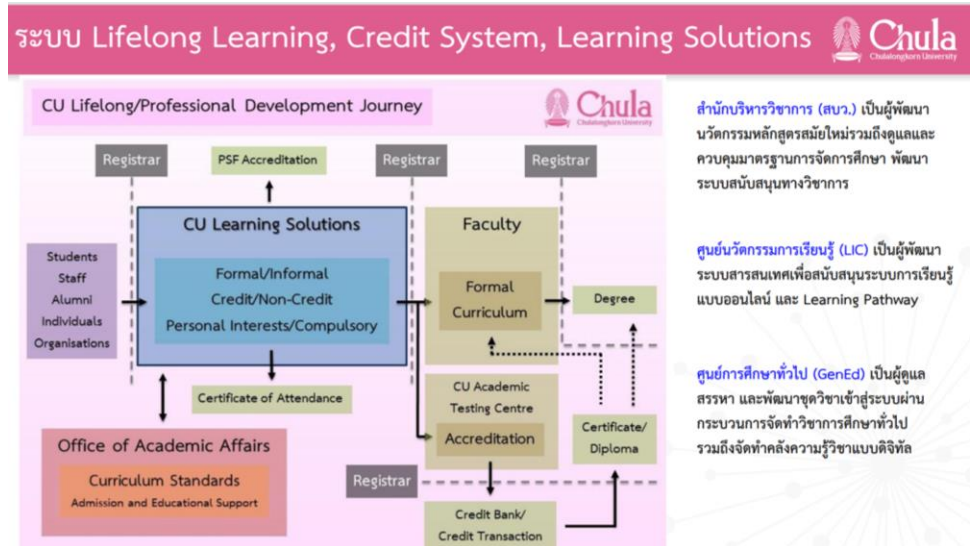 ระบบ Lifelong Learning, Credit System, Learning Solutions
Chula
Chulalongkorn University
CU Lifelong/Professional Development Journey
Chula
Chulalongkorn University
Registrar
PSF Accreditation
Registrar
Registrar
CU Learning Solutions
Formal/Informal
Credit/Non-Credit
Personal Interests/Compulsory
Students
Staff
Alumni
Individuals
Organisations
Faculty
Formal
Curriculum
Degree
Certificate of Attendance
CU Academic
Testing Centre
Accreditation
Certificate/
Diploma
Office of Academic Affairs
Curriculum Standards
Admission and Educational Support
Registrar
Credit Bank/
Credit Transaction
สำนักบริหารวิชาการ (สบว.) เป็นผู้พัฒนา
นวัตกรรมหลักสูตรสมัยใหม่รวมถึงดูแลและ
ควบคุมมาตรฐานการจัดการศึกษา พัฒนา
ระบบสนับสนุนทางวิชาการ
ศูนย์นวัตกรรมการเรียนรู้ (LIC) เป็นผู้พัฒนา
ระบบสารสนเทศเพื่อสนับสนุนระบบการเรียนรู้
แบบออนไลน์ และ Learning Pathway
ศูนย์การศึกษาทั่วไป (GenEd) เป็นผู้ดูแล
สรรหา และพัฒนาชุดวิชาเข้าสู่ระบบผ่าน
กระบวนการจัดทำวิชาการศึกษาทั่วไป
รวมถึงจัดทำคลังความรู้วิชาแบบดิจิทัล